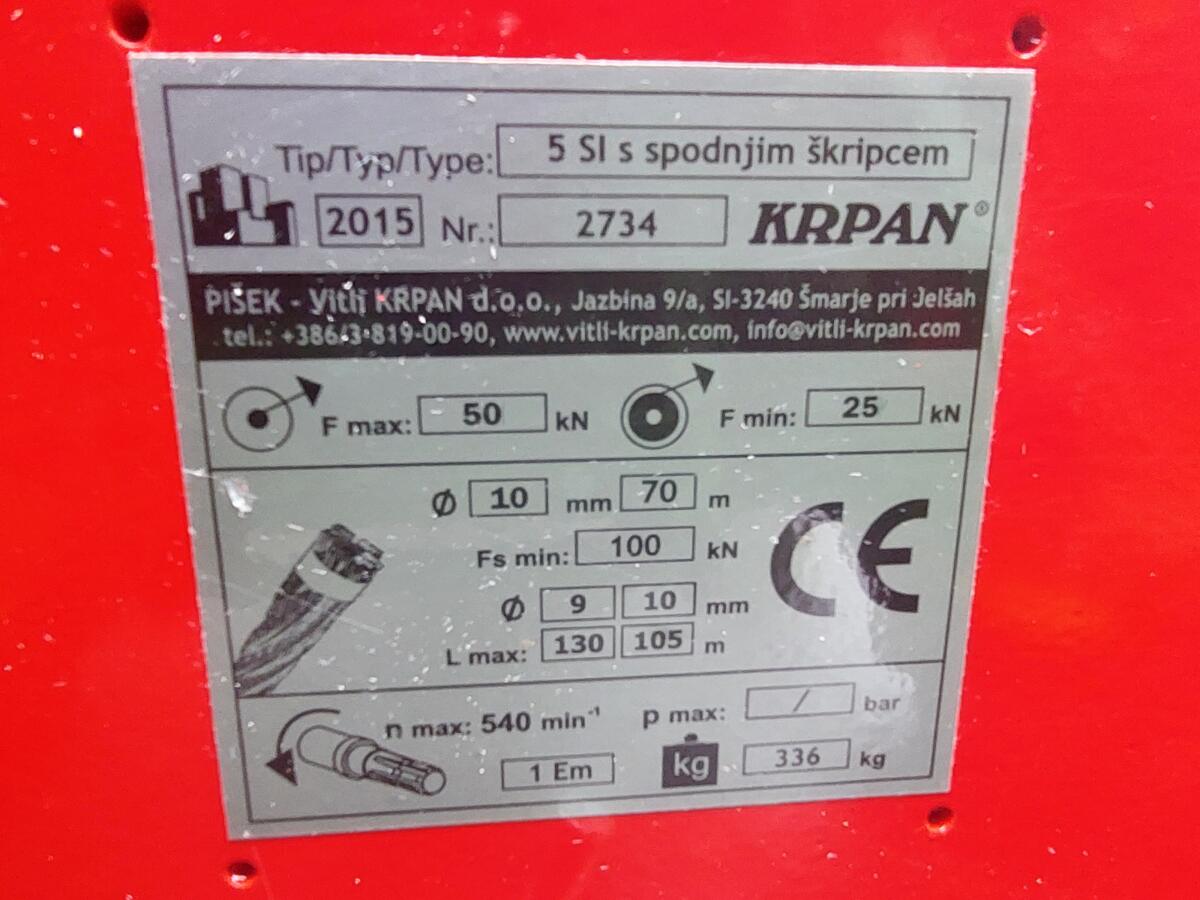 Tip/Typ/Type: 5 SI s spodnjim škripcem
2015 Nr.: 2734 KRPAN®
PIŠEK - Vitli KRPAN d.o.o., Jazbina 9/a, SI-3240 Šmarje pri Jelšah
tel.: +386/3-819-00-90, www.vitli-krpan.com, info@vitli-krpan.com
F max: 50 kN F min: 25 kN
Ø 10 mm 70 m
Fs min: 100 kN CE
Ø 9 10 mm
L max: 130 105 m
n max: 540 min⁻¹ p max: / bar
1 Em kg 336 kg